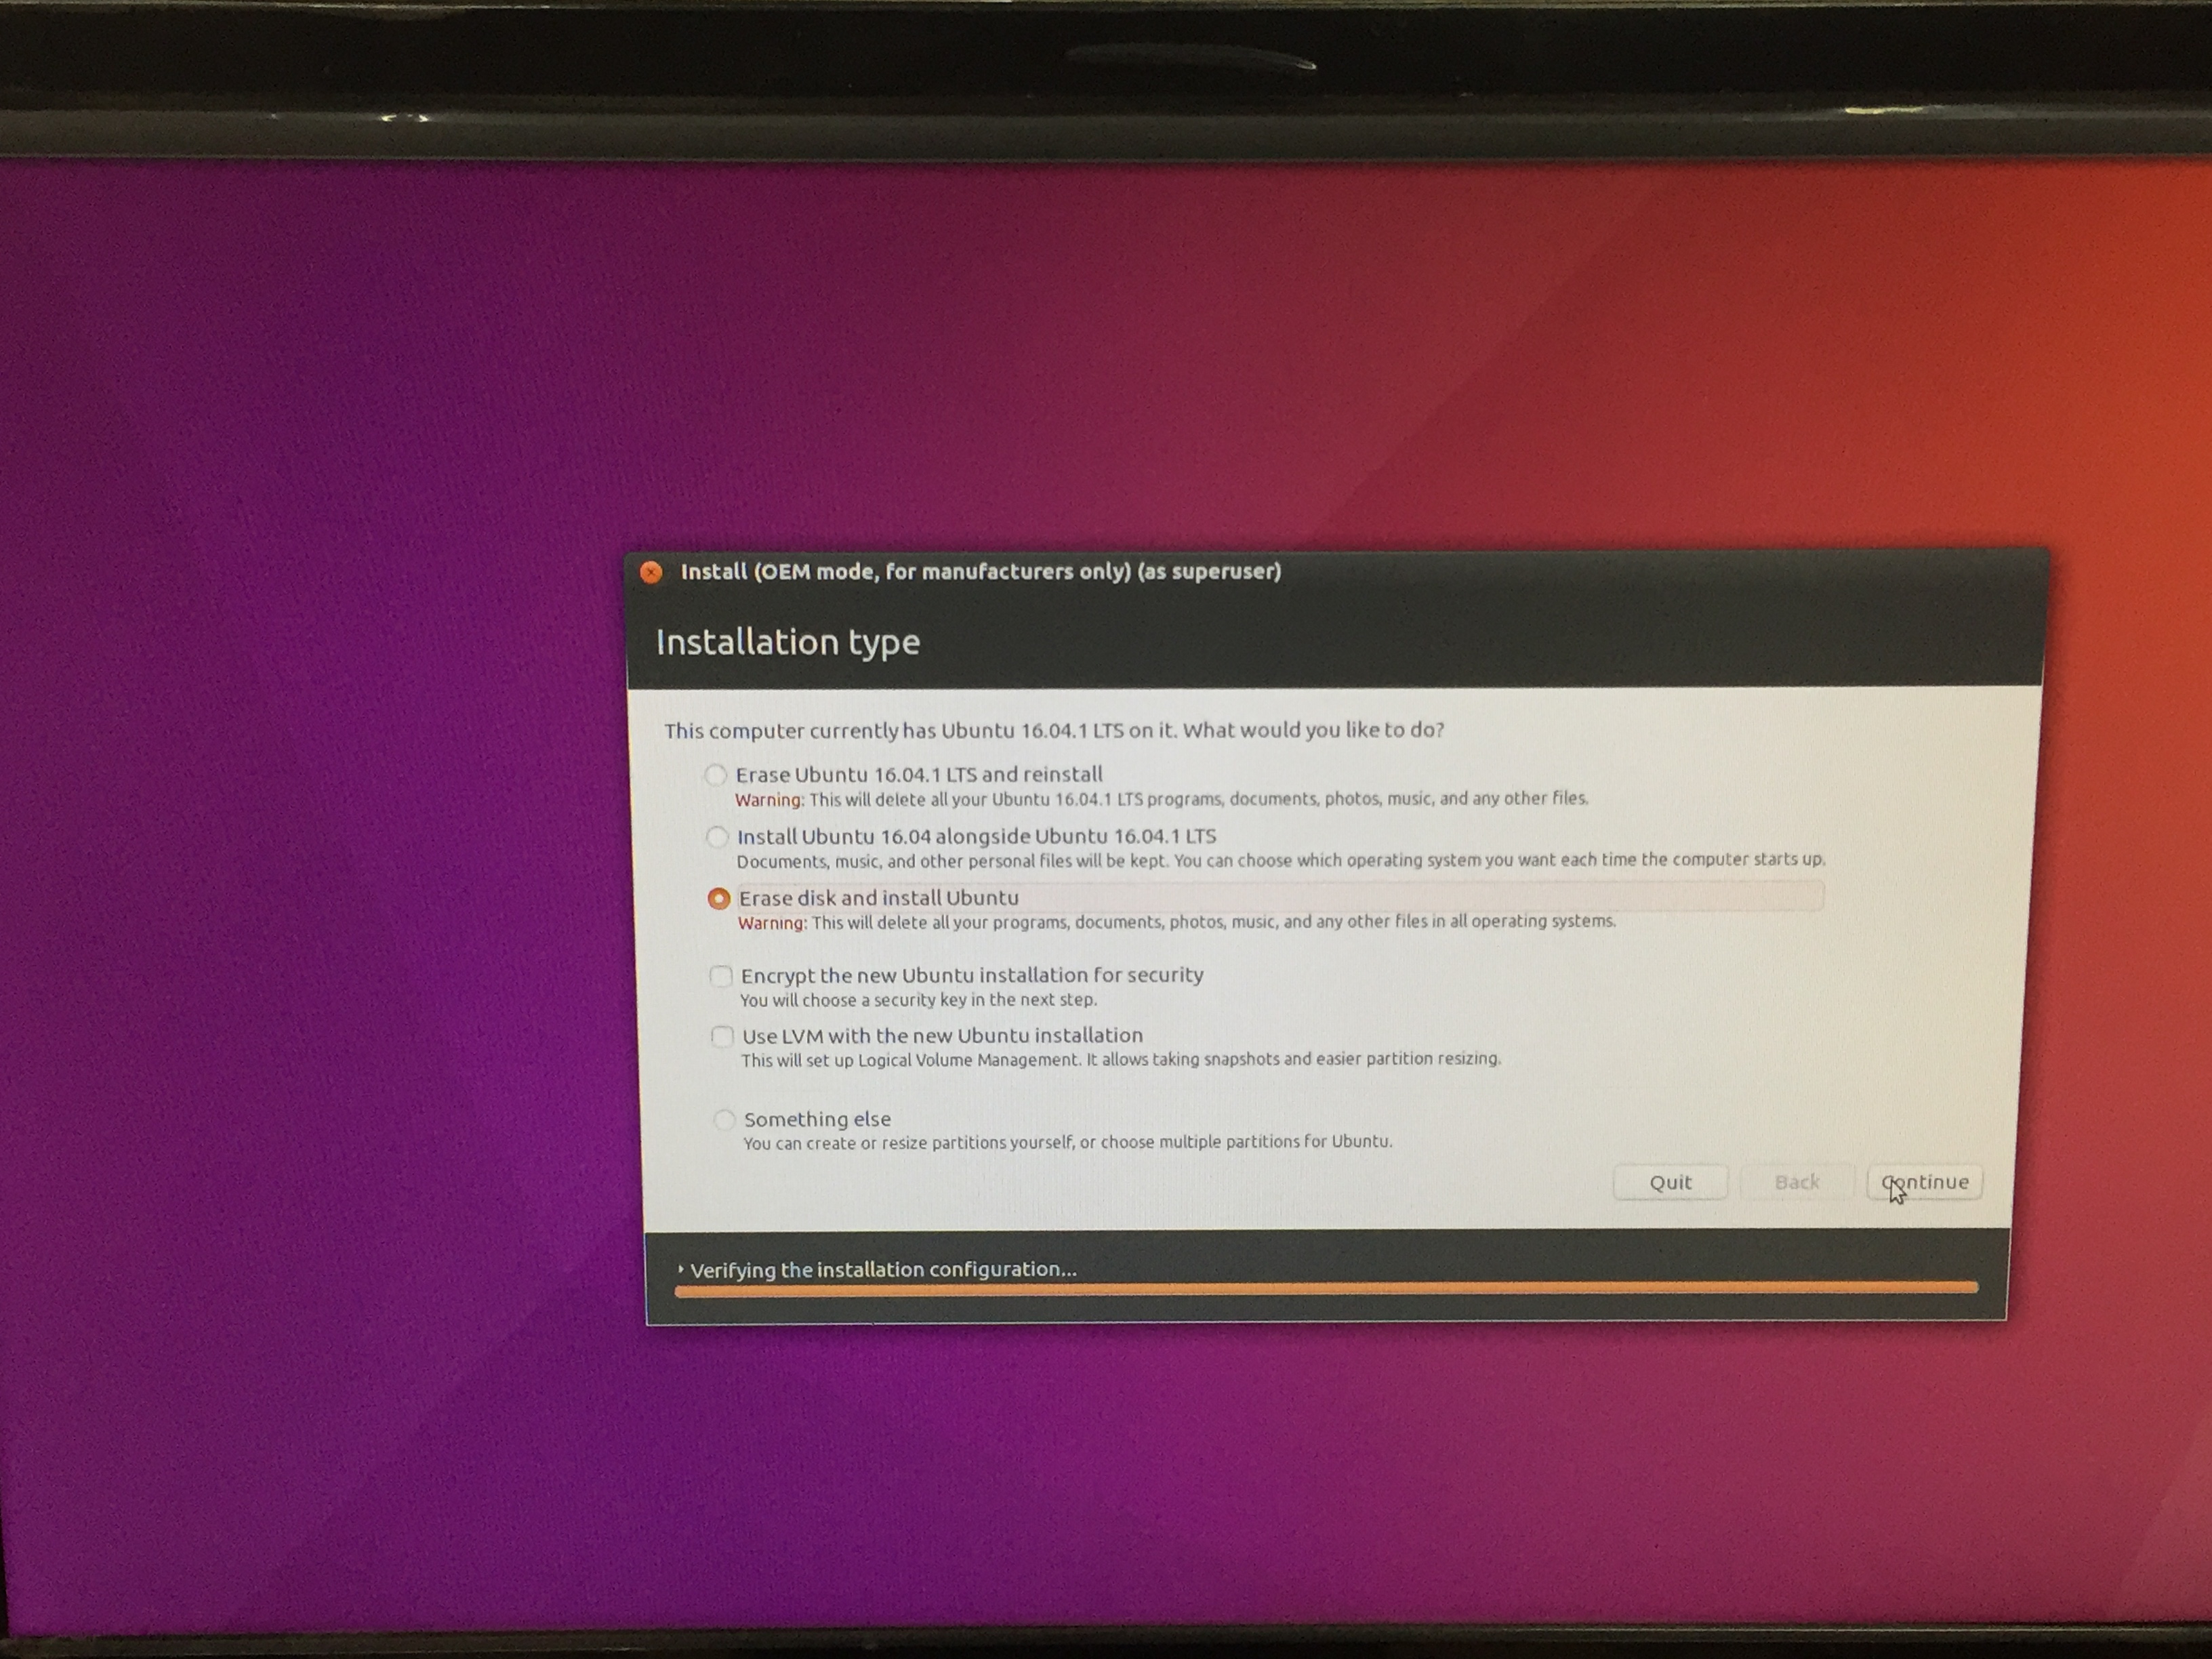 Install (OEM mode, for manufacturers only) (as superuser)
Installation type
This computer currently has Ubuntu 16.04.1 LTS on it. What would you like to do?
Erase Ubuntu 16.04.1 LTS and reinstall
Warning: This will delete all your Ubuntu 16.04.1 LTS programs, documents, photos, music, and any other files.
Install Ubuntu 16.04 alongside Ubuntu 16.04.1 LTS
Documents, music, and other personal files will be kept. You can choose which operating system you want each time the computer starts up.
Erase disk and install Ubuntu
Warning: This will delete all your programs, documents, photos, music, and any other files in all operating systems.
Encrypt the new Ubuntu installation for security
You will choose a security key in the next step.
Use LVM with the new Ubuntu installation
This will set up Logical Volume Management. It allows taking snapshots and easier partition resizing.
Something else
You can create or resize partitions yourself, or choose multiple partitions for Ubuntu.
Quit Back Continue
Verifying the installation configuration...